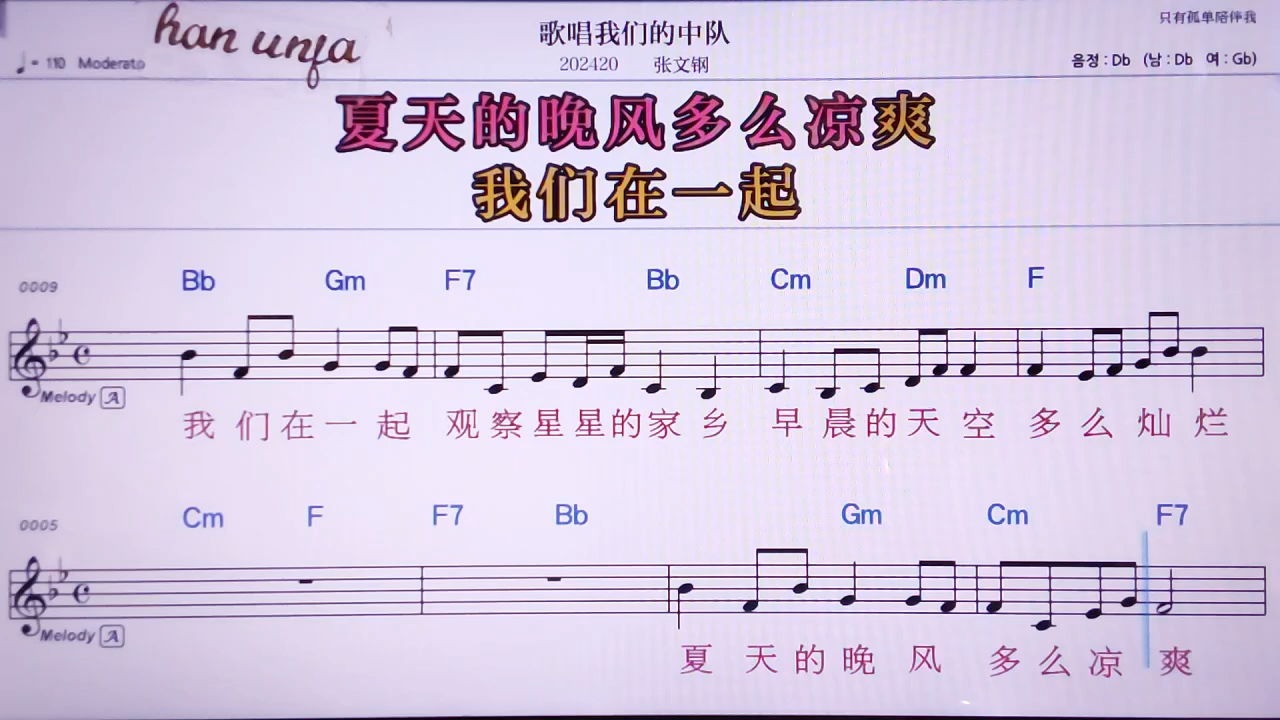 han unfa
歌唱我们的中队
只有孤单陪伴我
♩= 110 Moderato
202420 张文钢
음정 : Db (남 : Db 여 : Gb)
夏天的晚风多么凉爽
我们在一起
0009 Bb Gm F7 Bb Cm Dm F
Melody A
我们在一起 观察星星的家乡 早晨的天空 多么灿烂
0005 Cm F F7 Bb Gm Cm F7
Melody A
夏天的晚风 多么凉爽